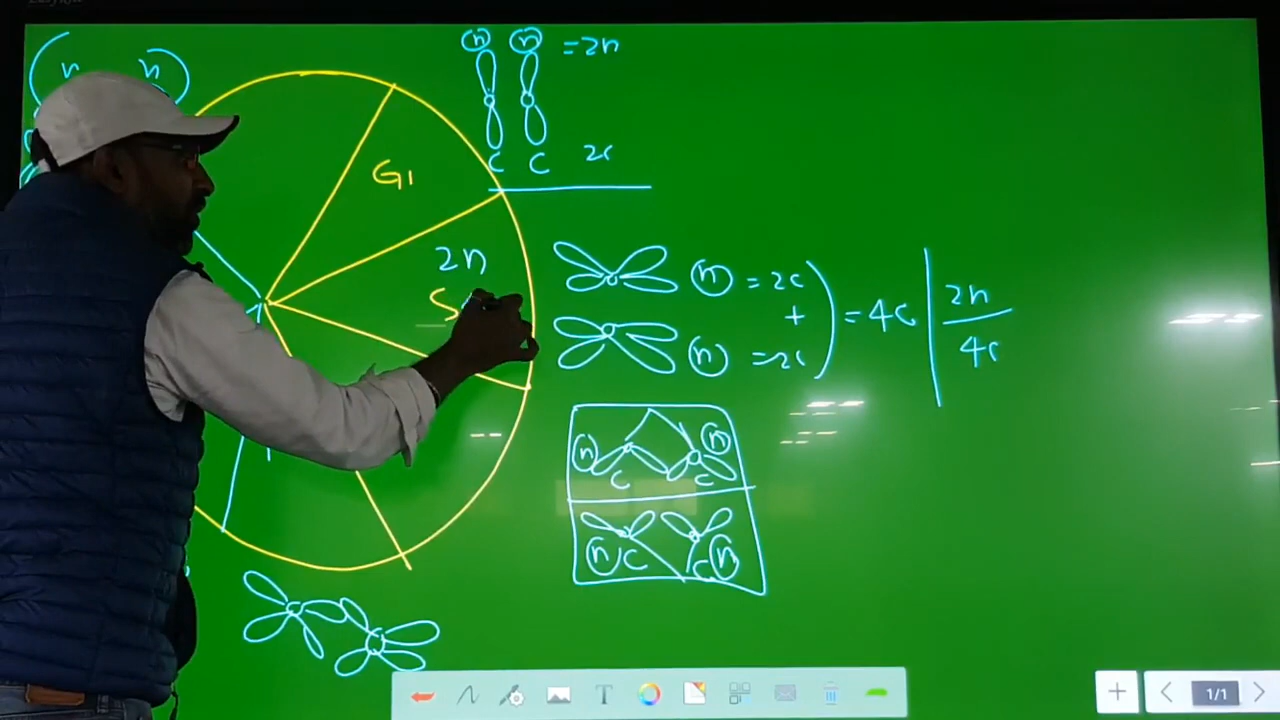 n n
n n = 2n
C C 2C
G1
2n
S
n = 2C
+
n = 2C
= 4C
2n
4C
n n
C C
n C C n
T
1/1